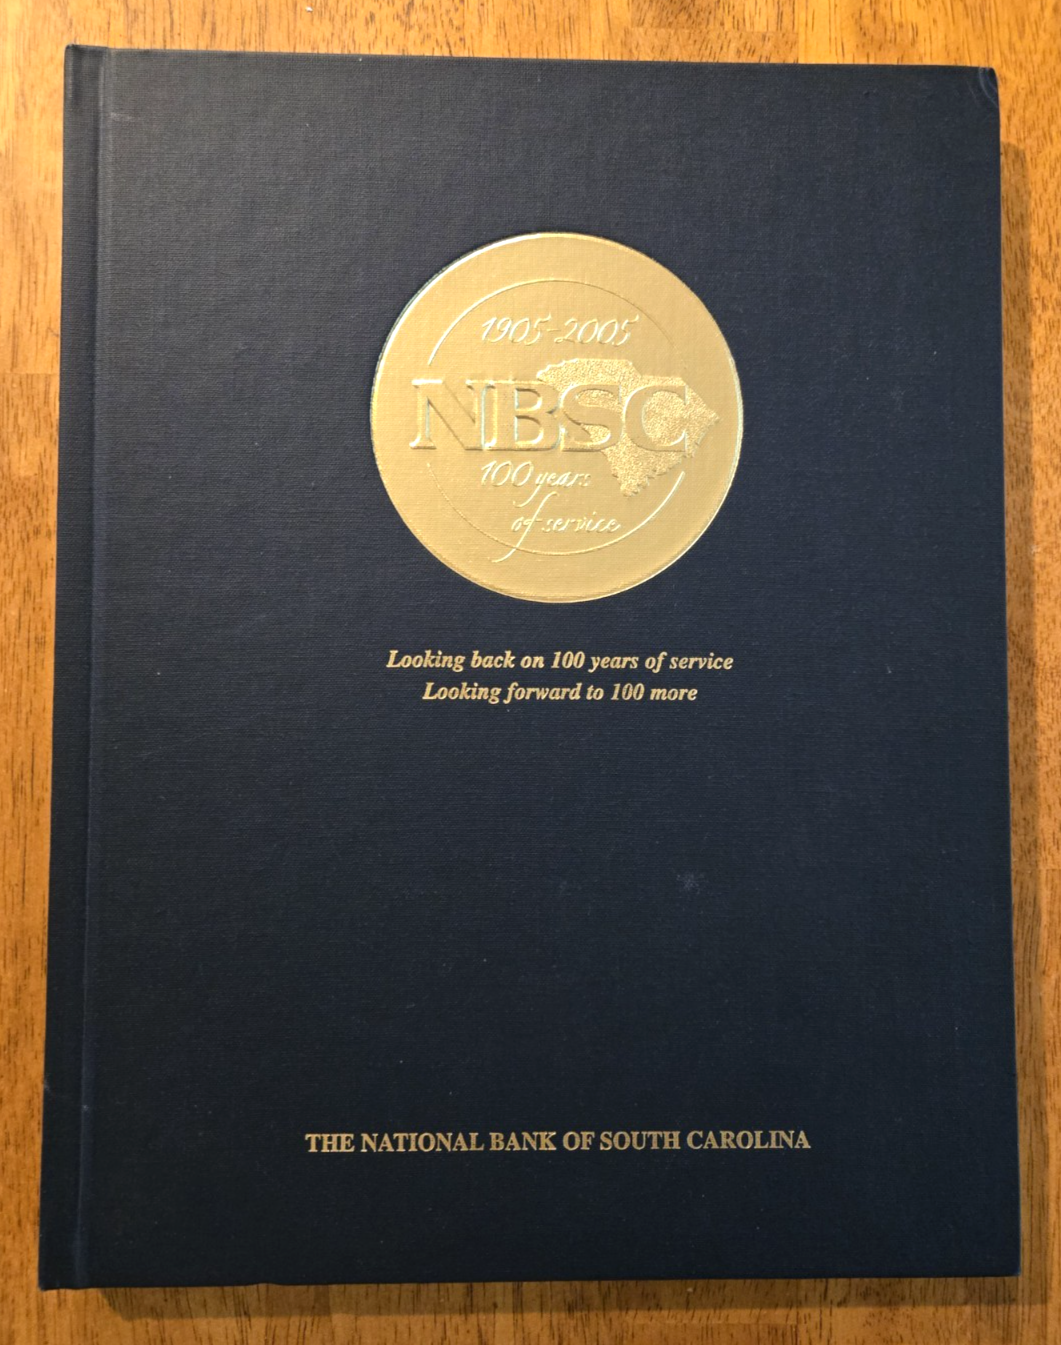 1905-2005
NBSC
100 years
of service
Looking back on 100 years of service
Looking forward to 100 more
THE NATIONAL BANK OF SOUTH CAROLINA